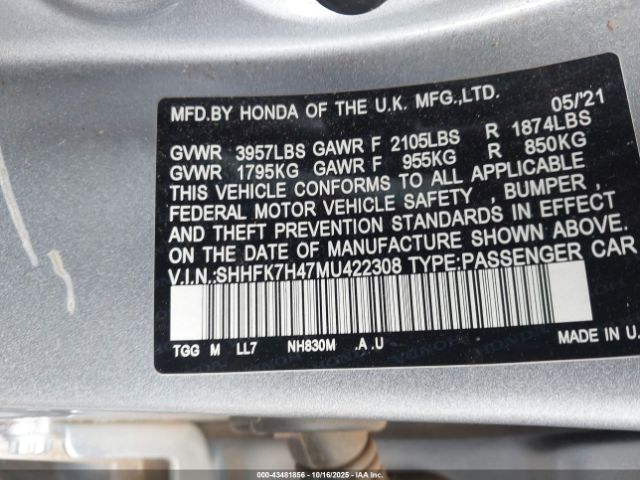 MFD.BY HONDA OF THE U.K. MFG.,LTD. 05/'21
GVWR 3957LBS GAWR F 2105LBS R 1874LBS
GVWR 1795KG GAWR F 955KG R 850KG
THIS VEHICLE CONFORMS TO ALL APPLICABLE
FEDERAL MOTOR VEHICLE SAFETY , BUMPER ,
AND THEFT PREVENTION STANDARDS IN EFFECT
ON THE DATE OF MANUFACTURE SHOWN ABOVE.
V.I.N.:SHHFK7H47MU422308 TYPE:PASSENGER CAR
TGG M LL7 NH830M .A .U MADE IN U.
000-43481856 | 10/16/2025 | IAAI.COM